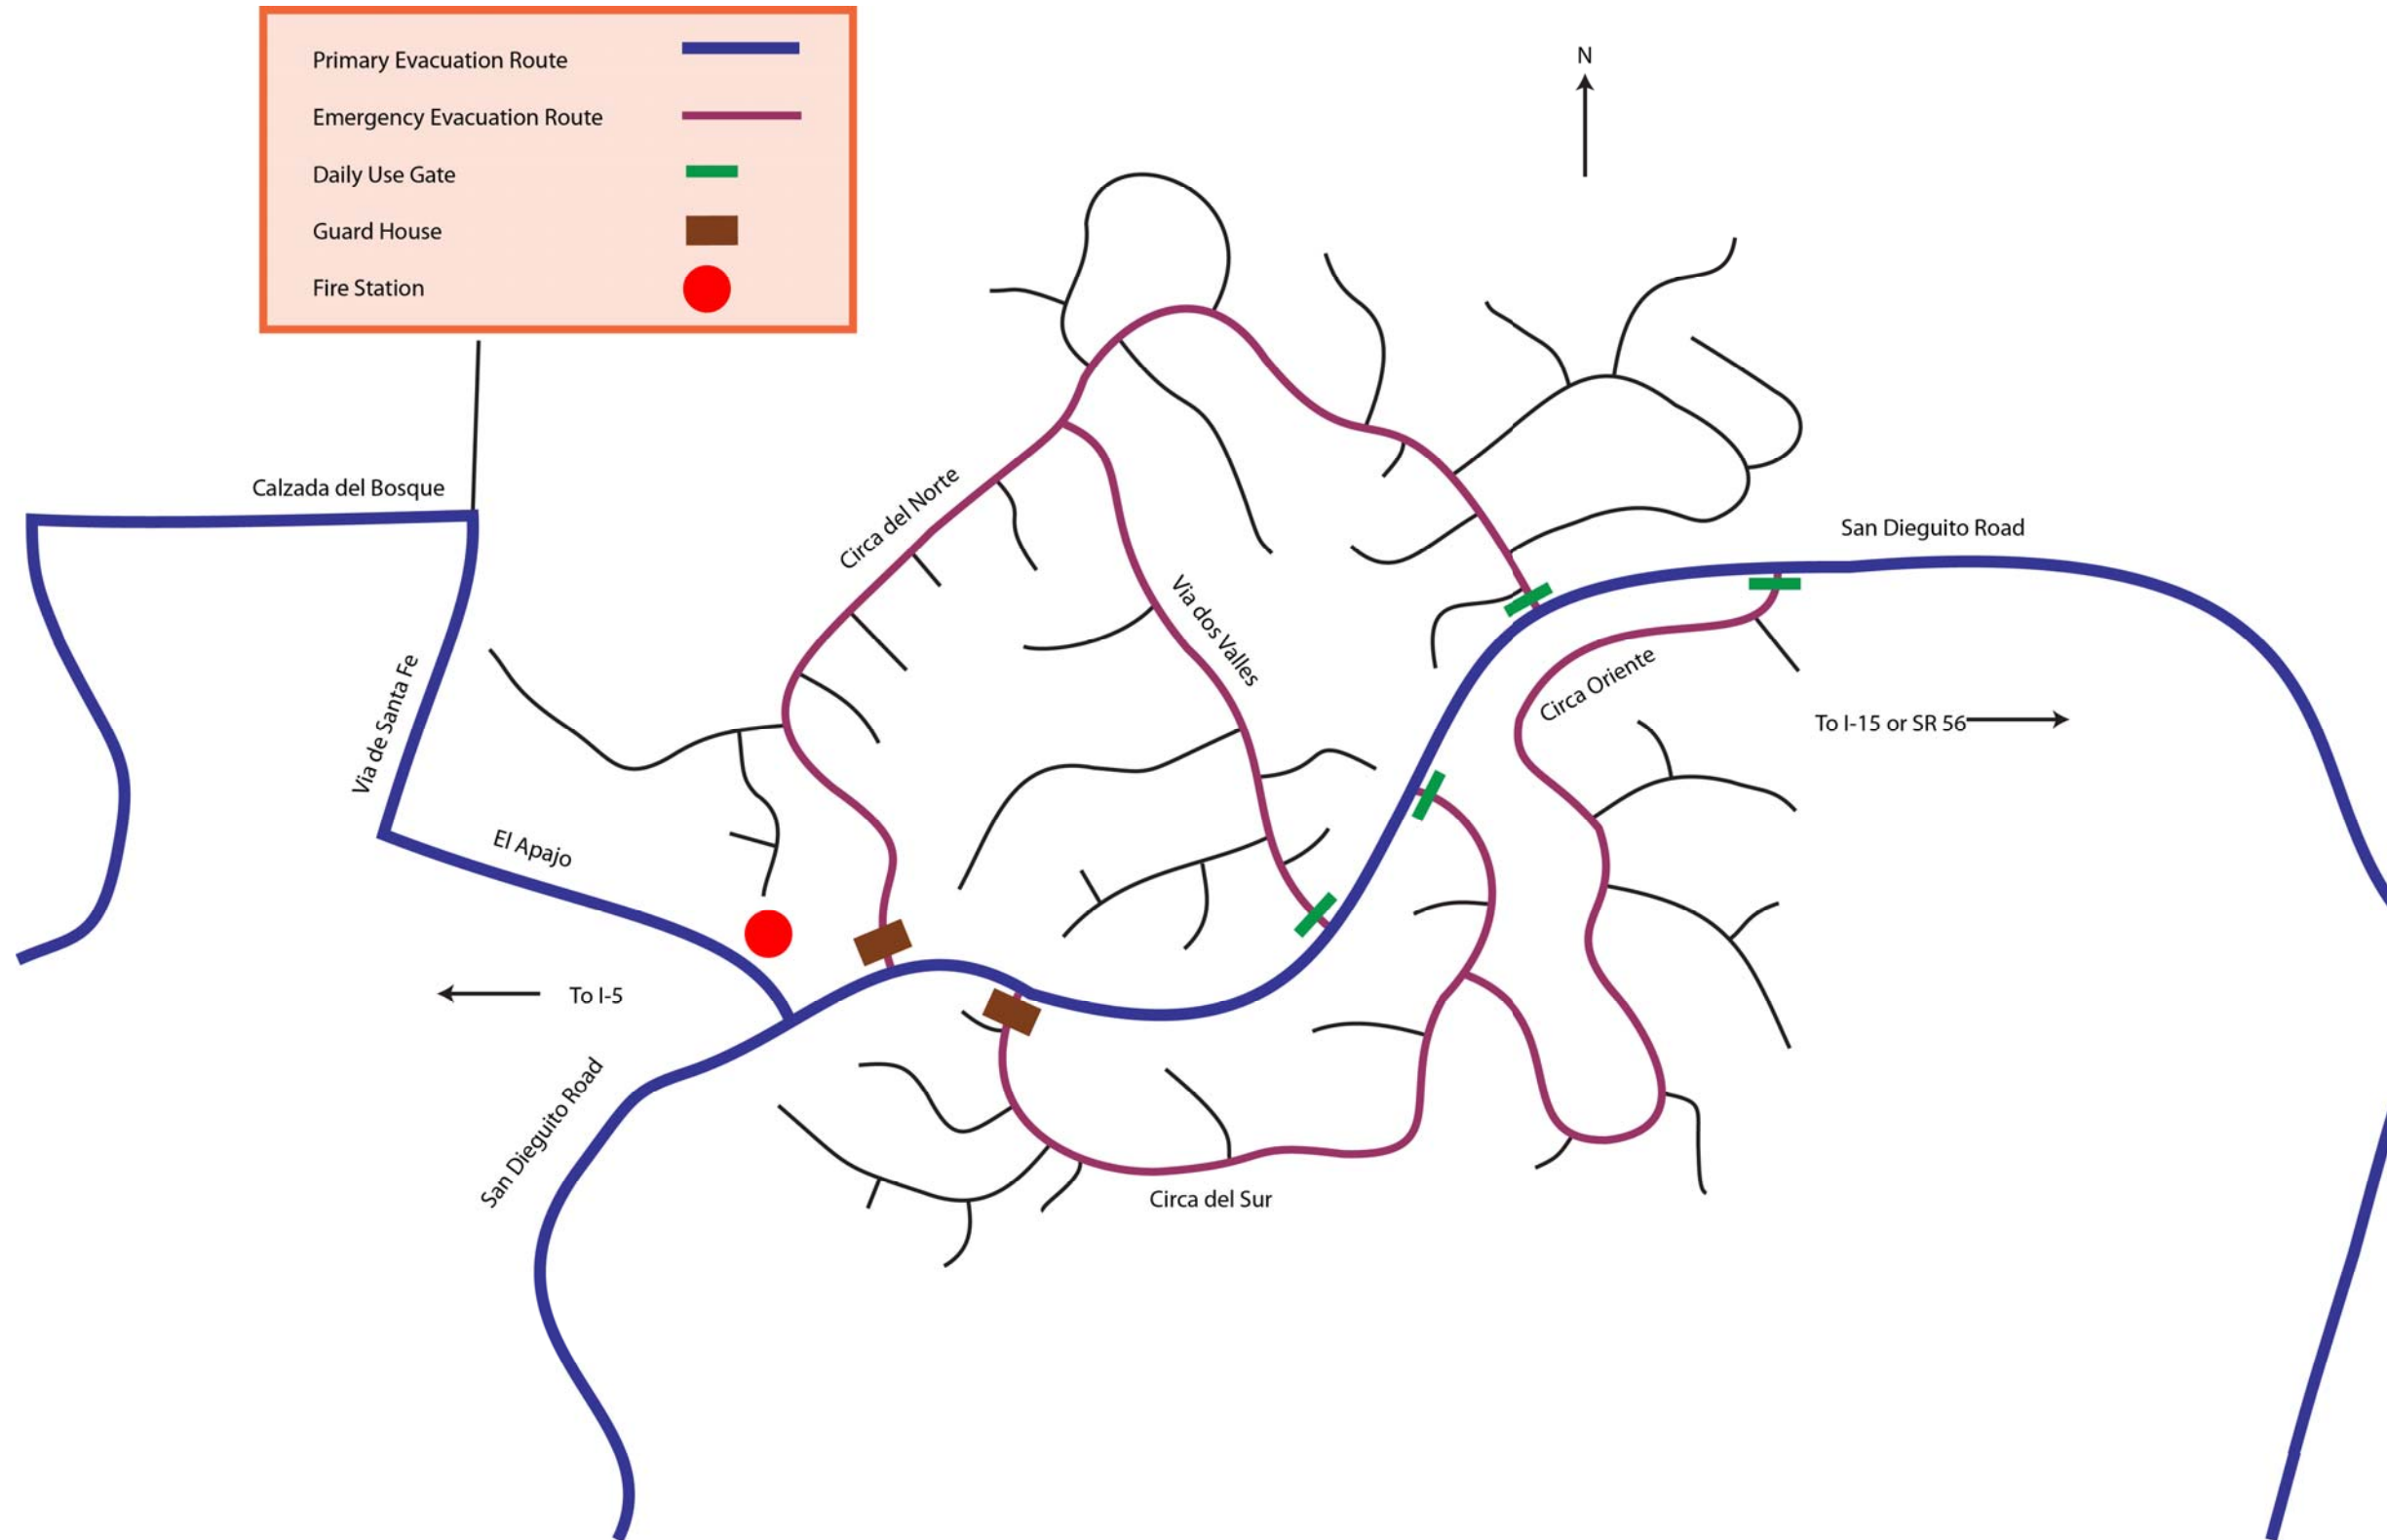 Primary Evacuation Route
Emergency Evacuation Route
Daily Use Gate
Guard House
Fire Station
N
Calzada del Bosque
Circa del Norte
San Dieguito Road
Via dos Valles
Via de Santa Fe
Circa Oriente
To I-15 or SR 56
El Apajo
To I-5
San Dieguito Road
Circa del Sur